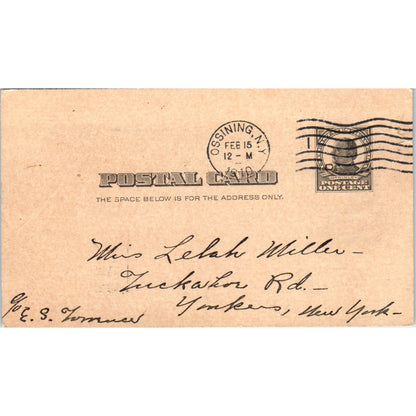 OSSINING, N.Y.
FEB 15
12 - M
POSTAL CARD
THE SPACE BELOW IS FOR THE ADDRESS ONLY.
POSTAGE
ONE CENT
Miss Lelah Miller -
Tuckahoe Rd. -
Yonkers, New York -
c/o E. S.